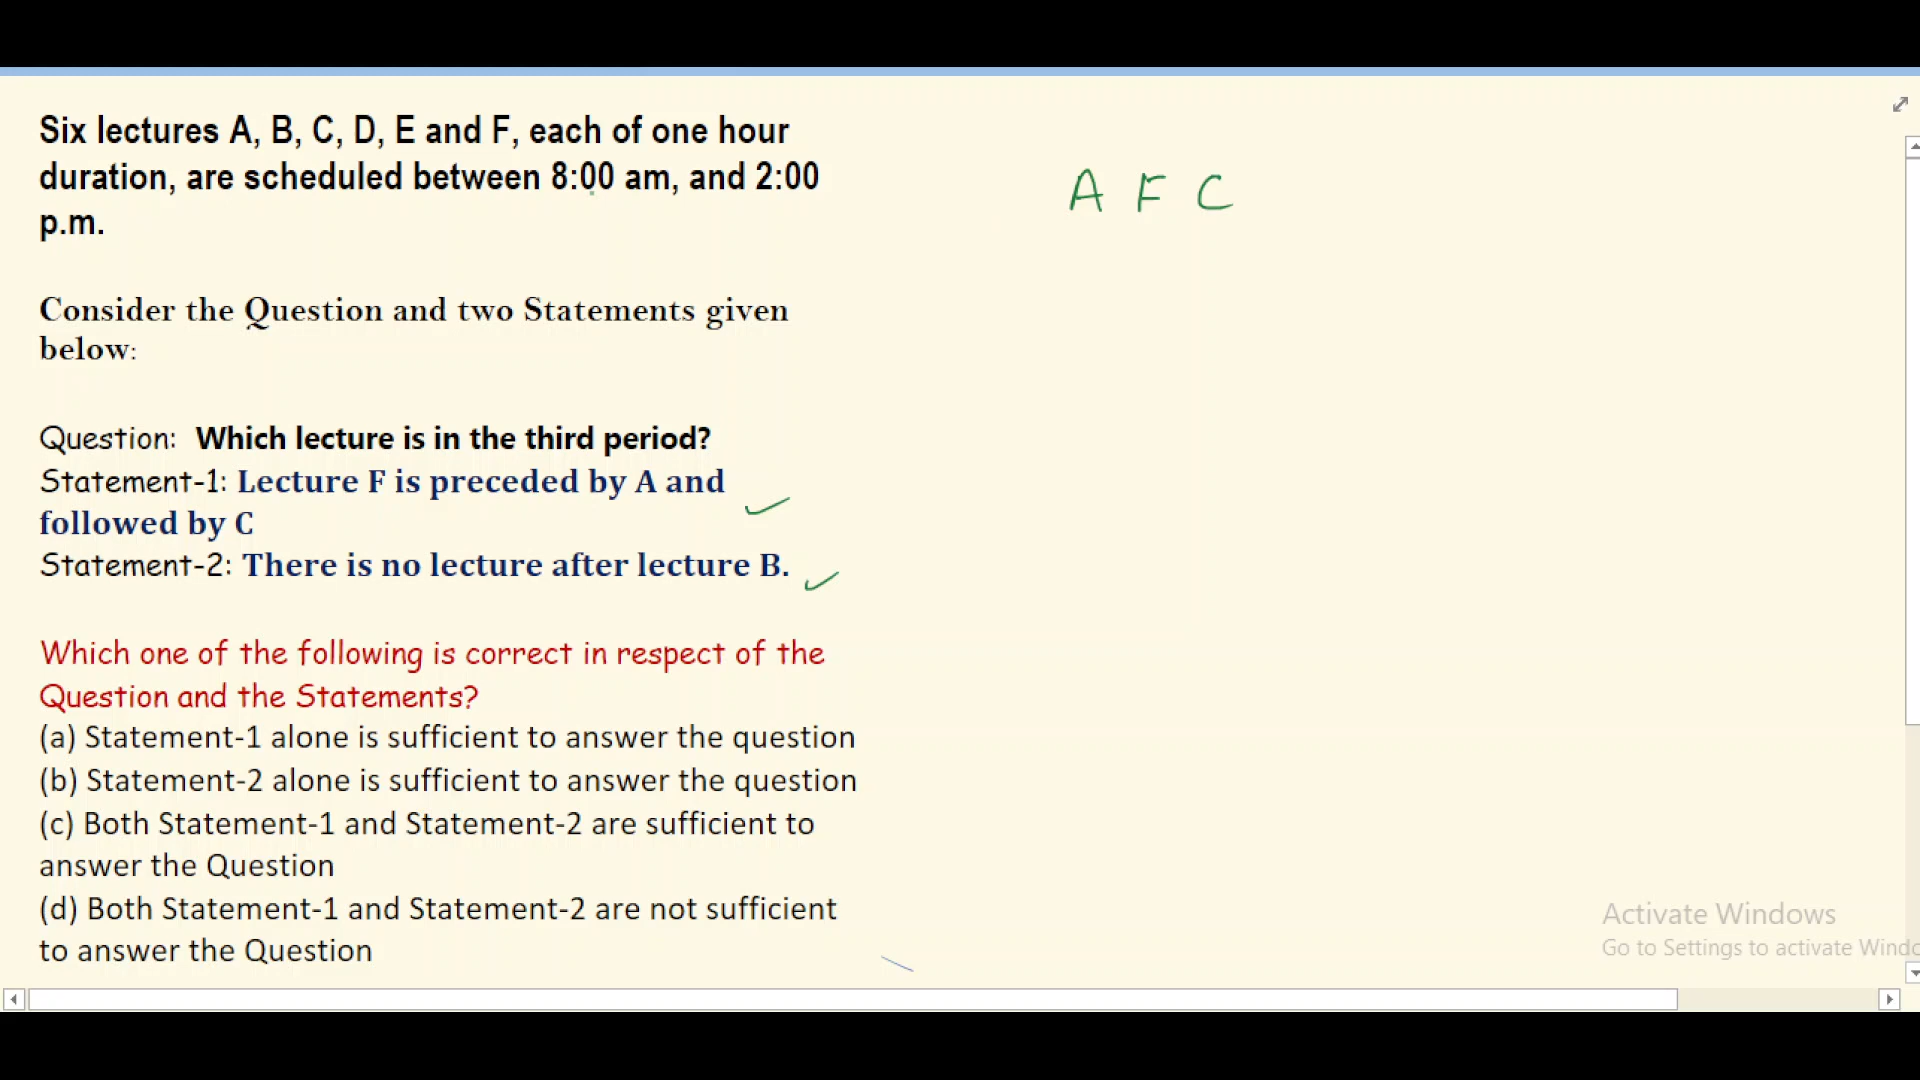 Six lectures A, B, C, D, E and F, each of one hour
duration, are scheduled between 8:00 am, and 2:00
p.m.
A F C
Consider the Question and two Statements given
below:
Question: Which lecture is in the third period?
Statement-1: Lecture F is preceded by A and
followed by C
Statement-2: There is no lecture after lecture B.
Which one of the following is correct in respect of the
Question and the Statements?
(a) Statement-1 alone is sufficient to answer the question
(b) Statement-2 alone is sufficient to answer the question
(c) Both Statement-1 and Statement-2 are sufficient to
answer the Question
(d) Both Statement-1 and Statement-2 are not sufficient
to answer the Question
Activate Windows
Go to Settings to activate Windo